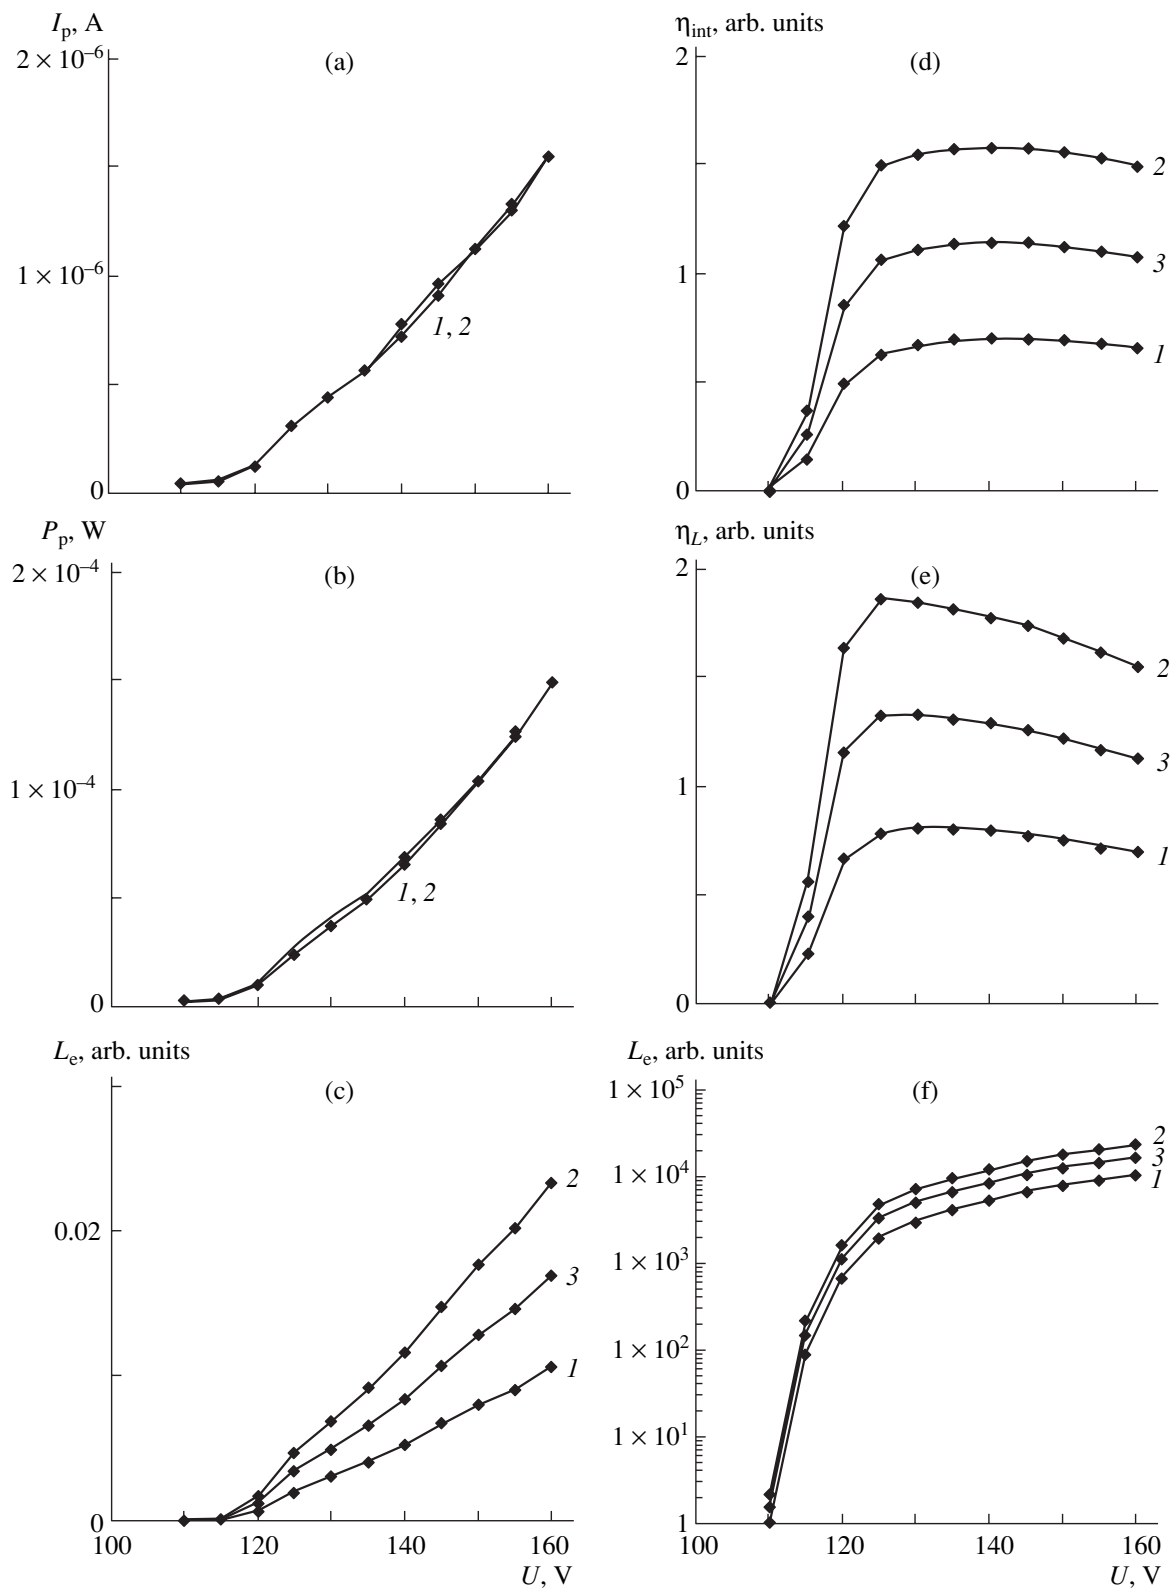 I_p, A
2 × 10^–6
(a)
1 × 10^–6
1, 2
0
η_int, arb. units
2
(d)
2
1
3
1
0
P_p, W
2 × 10^–4
(b)
1 × 10^–4
1, 2
0
η_L, arb. units
2
(e)
2
3
1
1
0
L_e, arb. units
(c)
2
0.02
3
1
0
100 120 140 160
U, V
L_e, arb. units
1 × 10^5
(f)
2
3
1 × 10^4
1
1 × 10^3
1 × 10^2
1 × 10^1
1
100 120 140 160
U, V